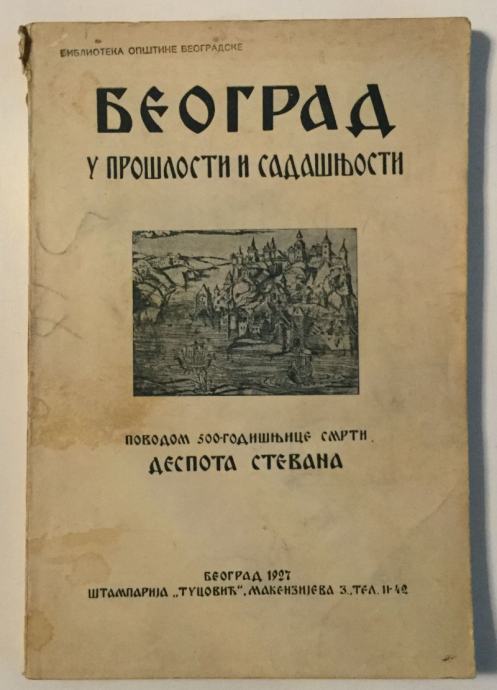 БИБЛИОТЕКА ОПШТИНЕ БЕОГРАДСКЕ
БЕОГРАД
У ПРОШЛОСТИ И САДАШЊОСТИ
ПОВОДОМ 500-ГОДИШЊИЦЕ СМРТИ
ДЕСПОТА СТЕВАНА
БЕОГРАД 1927
ШТАМПАРИЈА „ТУЦОВИЋ“, МАКЕНЗИЈЕВА 3., ТЕЛ. 11-42